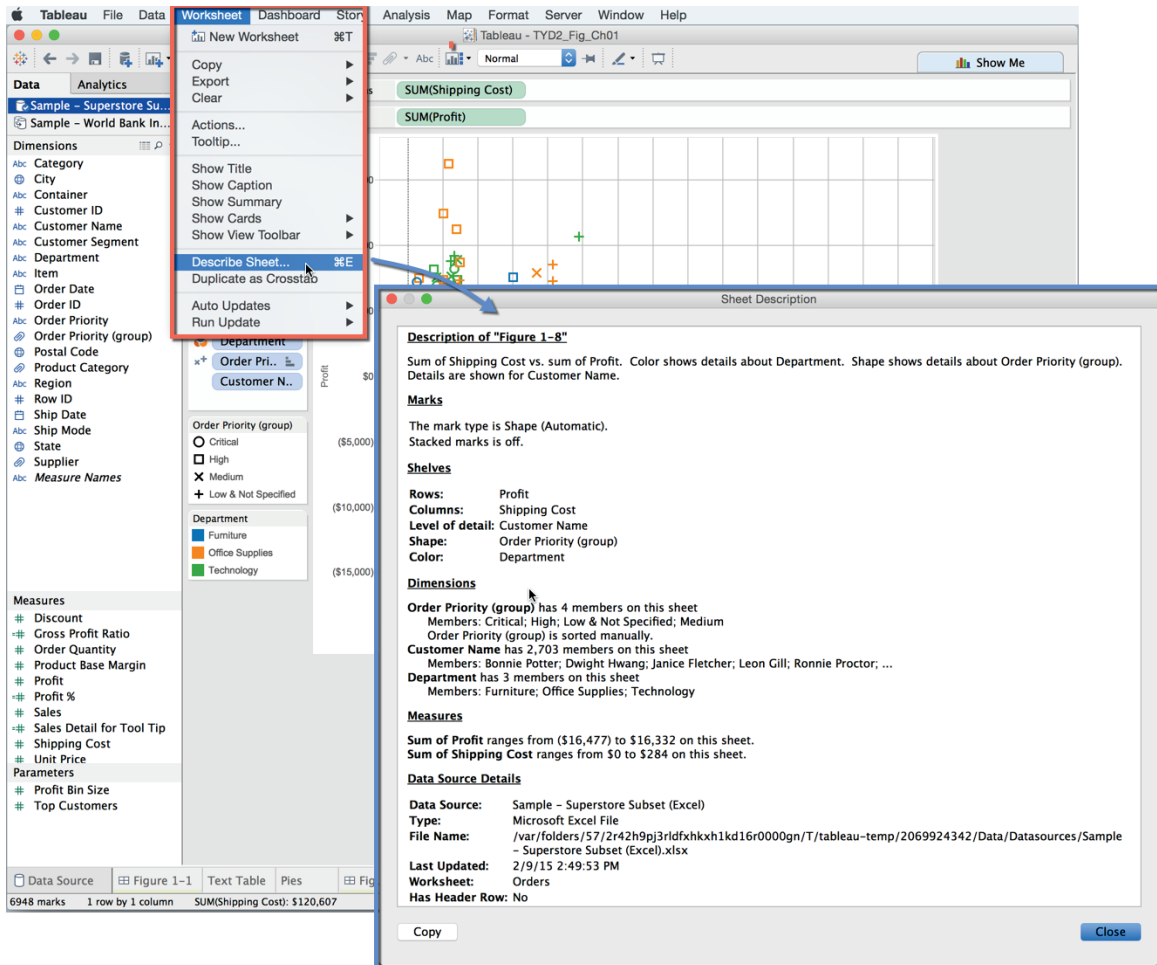 Tableau File Data Worksheet Dashboard Story Analysis Map Format Server Window Help
Tableau - TYD2_Fig_Ch01
New Worksheet ⌘T
Abc Normal Show Me
Data Analytics
Copy
Export
Clear
SUM(Shipping Cost)
SUM(Profit)
Sample - Superstore Su...
Sample - World Bank In...
Actions...
Tooltip...
Show Title
Show Caption
Show Summary
Show Cards
Show View Toolbar
Describe Sheet... ⌘E
Duplicate as Crosstab
Auto Updates
Run Update
Dimensions
Abc Category
City
Abc Container
# Customer ID
Abc Customer Name
Abc Customer Segment
Abc Department
Abc Item
Order Date
# Order ID
Abc Order Priority
Order Priority (group)
Postal Code
Product Category
Abc Region
# Row ID
Ship Date
Abc Ship Mode
State
Supplier
Abc Measure Names
Department
Order Pri..
Customer N..
Order Priority (group)
Critical
High
Medium
Low & Not Specified
Department
Furniture
Office Supplies
Technology
Profit
$0
($5,000)
($10,000)
($15,000)
Measures
# Discount
=# Gross Profit Ratio
# Order Quantity
# Product Base Margin
# Profit
=# Profit %
# Sales
=# Sales Detail for Tool Tip
# Shipping Cost
# Unit Price
Parameters
# Profit Bin Size
# Top Customers
Data Source Figure 1-1 Text Table Pies Fig
6948 marks 1 row by 1 column SUM(Shipping Cost): $120,607
Sheet Description
Description of "Figure 1-8"
Sum of Shipping Cost vs. sum of Profit. Color shows details about Department. Shape shows details about Order Priority (group).
Details are shown for Customer Name.
Marks
The mark type is Shape (Automatic).
Stacked marks is off.
Shelves
Rows: Profit
Columns: Shipping Cost
Level of detail: Customer Name
Shape: Order Priority (group)
Color: Department
Dimensions
Order Priority (group) has 4 members on this sheet
Members: Critical; High; Low & Not Specified; Medium
Order Priority (group) is sorted manually.
Customer Name has 2,703 members on this sheet
Members: Bonnie Potter; Dwight Hwang; Janice Fletcher; Leon Gill; Ronnie Proctor; ...
Department has 3 members on this sheet
Members: Furniture; Office Supplies; Technology
Measures
Sum of Profit ranges from ($16,477) to $16,332 on this sheet.
Sum of Shipping Cost ranges from $0 to $284 on this sheet.
Data Source Details
Data Source: Sample - Superstore Subset (Excel)
Type: Microsoft Excel File
File Name: /var/folders/57/2r42h9pj3rldfxhkxh1kd16r0000gn/T/tableau-temp/2069924342/Data/Datasources/Sample
- Superstore Subset (Excel).xlsx
Last Updated: 2/9/15 2:49:53 PM
Worksheet: Orders
Has Header Row: No
Copy Close